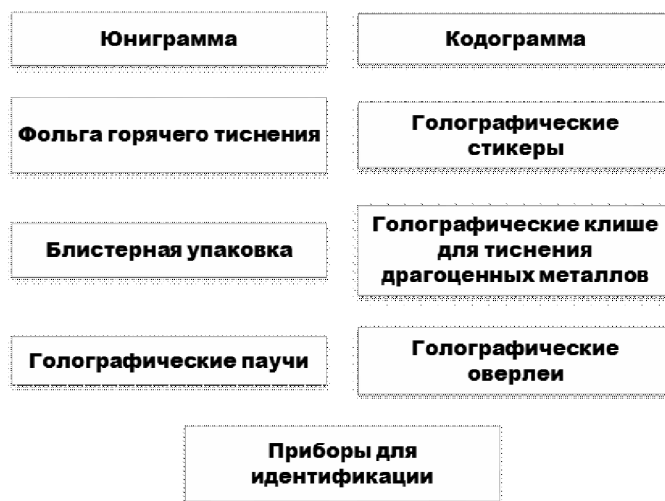 Юниграмма
Кодограмма
Фольга горячего тиснения
Голографические
стикеры
Блистерная упаковка
Голографические клише
для тиснения
драгоценных металлов
Голографические паучи
Голографические
оверлеи
Приборы для
идентификации